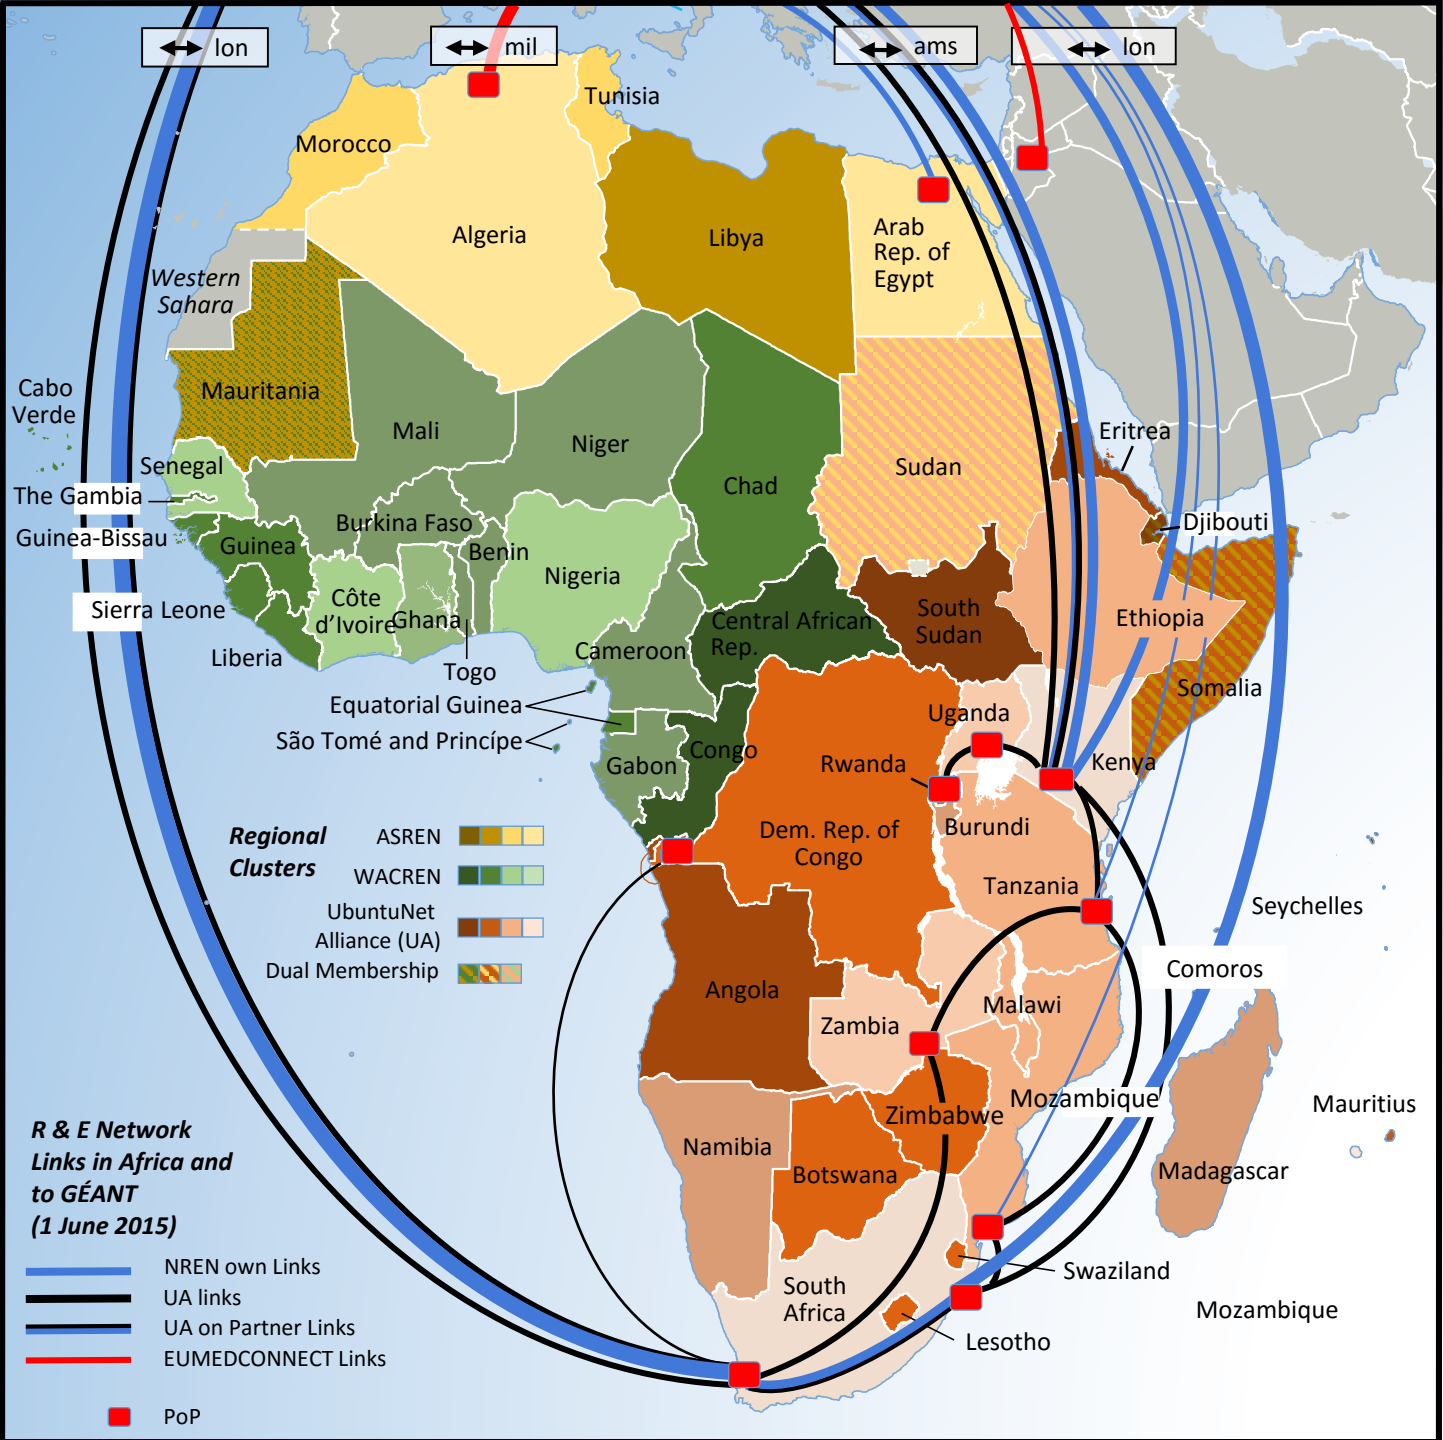 lon
mil
ams
lon
Tunisia
Morocco
Algeria
Libya
Arab
Rep. of
Egypt
Western
Sahara
Cabo
Verde
Mauritania
Mali
Niger
Chad
Sudan
Eritrea
Senegal
The Gambia
Guinea-Bissau
Guinea
Burkina Faso
Benin
Nigeria
Djibouti
Sierra Leone
Côte
d’Ivoire
Ghana
Central African
Rep.
South
Sudan
Ethiopia
Liberia
Togo
Cameroon
Somalia
Equatorial Guinea
São Tomé and Princípe
Gabon
Congo
Uganda
Rwanda
Kenya
Burundi
Dem. Rep. of
Congo
Tanzania
Seychelles
Regional
Clusters
ASREN
WACREN
UbuntuNet
Alliance (UA)
Dual Membership
Comoros
Angola
Zambia
Malawi
Mozambique
Zimbabwe
Mauritius
Namibia
Botswana
Madagascar
R & E Network
Links in Africa and
to GÉANT
(1 June 2015)
NREN own Links
UA links
UA on Partner Links
EUMEDCONNECT Links
PoP
South
Africa
Swaziland
Mozambique
Lesotho